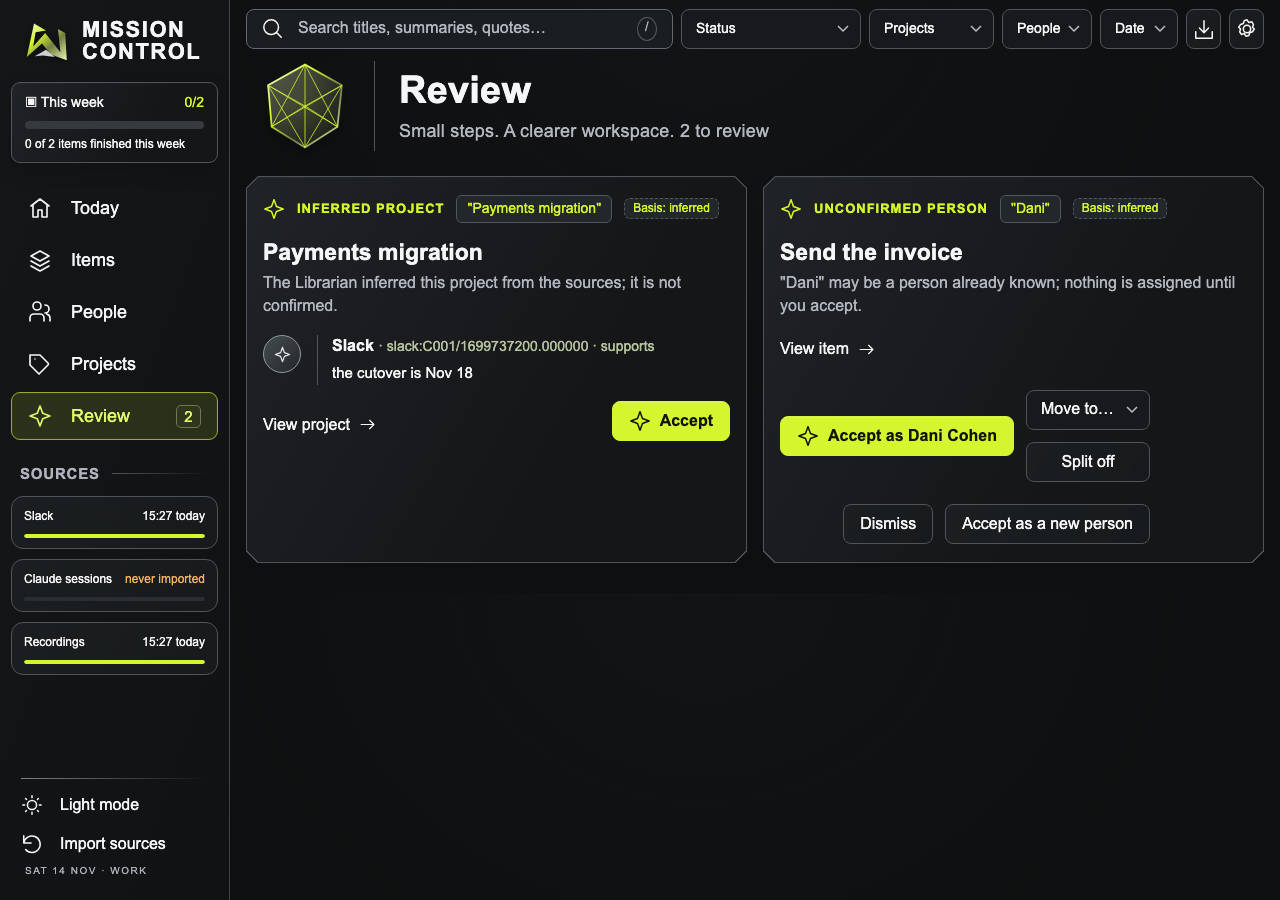 MISSION
CONTROL
This week 0/2
0 of 2 items finished this week
Today
Items
People
Projects
Review 2
SOURCES
Slack 15:27 today
Claude sessions never imported
Recordings 15:27 today
Light mode
Import sources
SAT 14 NOV · WORK
Search titles, summaries, quotes… /
Status
Projects
People
Date
Review
Small steps. A clearer workspace. 2 to review
INFERRED PROJECT "Payments migration" Basis: inferred
Payments migration
The Librarian inferred this project from the sources; it is not
confirmed.
Slack · slack:C001/1699737200.000000 · supports
the cutover is Nov 18
View project →
Accept
UNCONFIRMED PERSON "Dani" Basis: inferred
Send the invoice
"Dani" may be a person already known; nothing is assigned until
you accept.
View item →
Move to…
Accept as Dani Cohen
Split off
Dismiss
Accept as a new person